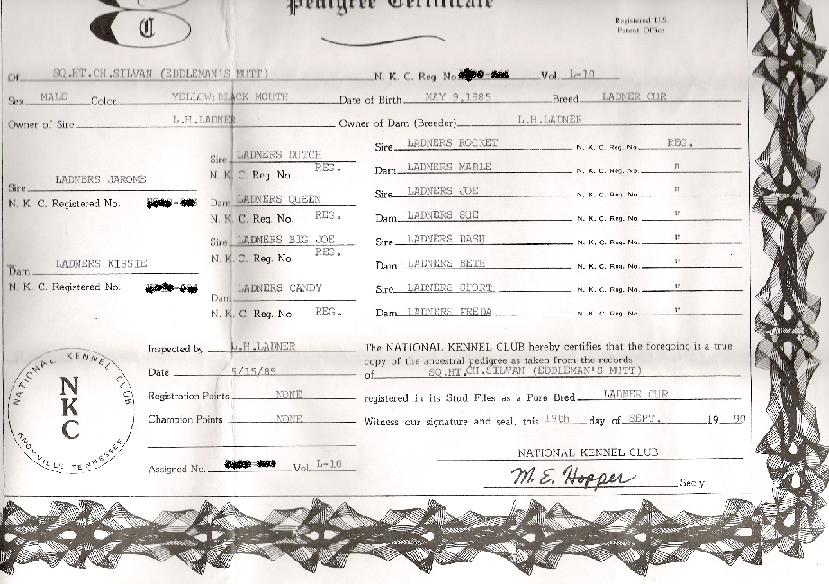 Pedigree Certificate
C
Registered U.S.
Patent Office
Of SQ.HT.CH.SILVAN (EDDLEMAN'S MUTT) N. K. C. Reg No Vol. L-10
Sex MALE Color YELLOW; BLACK MOUTH Date of Birth MAY 9,1985 Breed LADNER CUR
Owner of Sire L.H.LADNER Owner of Dam (Breeder) L.H.LADNER
Sire LADNERS ROCKET N. K. C. Reg. No. REG.
Sire LADNERS DUTCH
N. K. C. Reg. No REG.
Dam LADNERS MABLE N. K. C. Reg. No. "
Sire LADNERS JAROME
N. K. C. Registered No.
Sire LADNERS JOE N. K. C. Reg. No. "
Dam LADNERS QUEEN
N. K. C. Reg. No. REG.
Dam LADNERS SUE N. K. C. Reg. No. "
Sire LADNERS BIG JOE
N. K. C. Reg. No REG.
Sire LADNERS DASH N. K. C. Reg. No. "
Dam LADNERS KISSIE
N. K. C. Registered No.
Dam LADNERS BETH N. K. C. Reg. No. "
Dam LADNERS CANDY
N. K. C. Reg No REG.
Sire LADNERS SPORT N. K. C. Reg. No. "
Dam LADNERS FREDA N. K. C. Reg. No. "
NATIONAL KENNEL CLUB
NKC
KNOXVILLE TENNESSEE
Inspected by L.H.LADNER
Date 5/15/85
Registration Points NONE
Champion Points NONE
Assigned No. Vol. L-10
The NATIONAL KENNEL CLUB hereby certifies that the foregoing is a true
copy of the ancestral pedigree as taken from the records
of SQ.HT.CH.SILVAN (EDDLEMAN'S MUTT)
registered in its Stud Files as a Pure Bred LADNER CUR
Witness our signature and seal, this 19th day of SEPT. 19 90
NATIONAL KENNEL CLUB
M. E. Hopper Sec'y